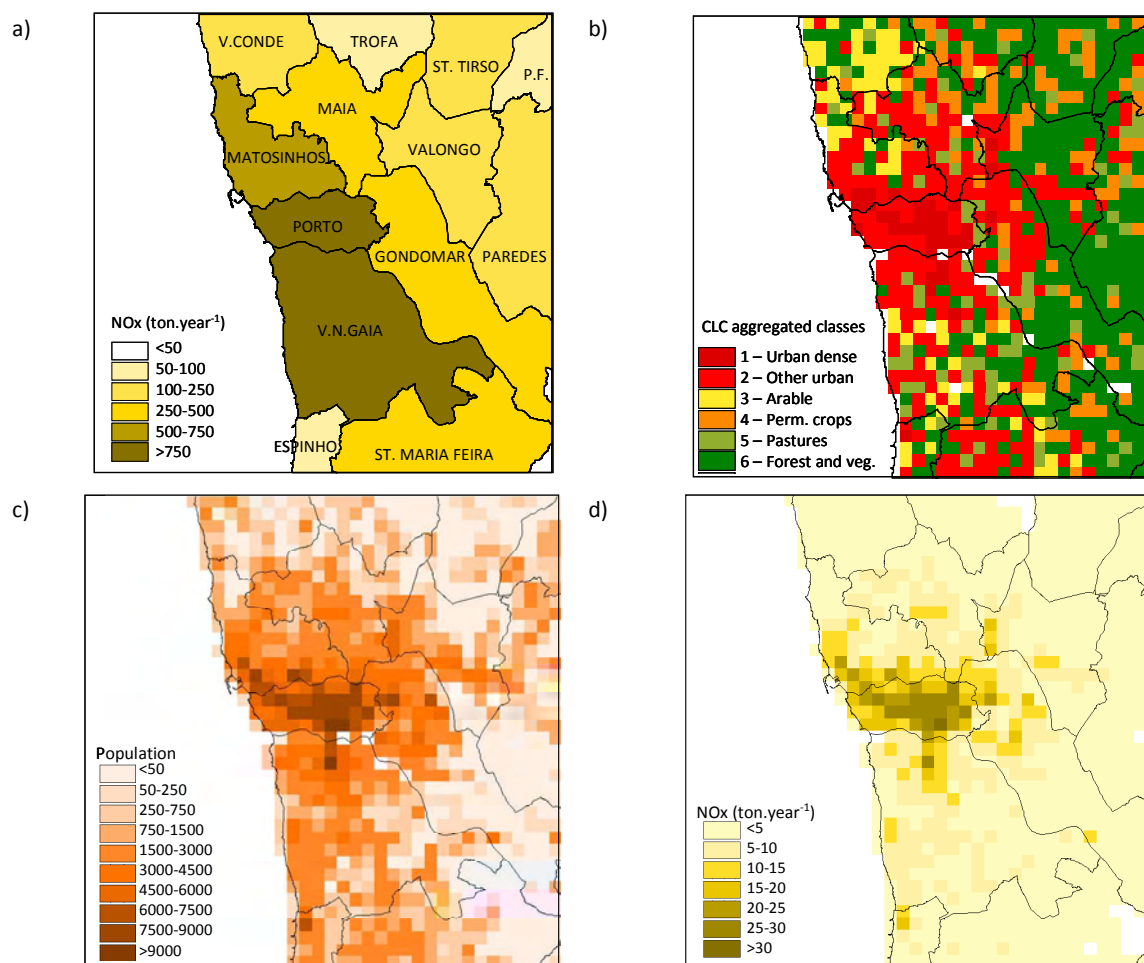 a)
V.CONDE
TROFA
ST. TIRSO
P.F.
MAIA
MATOSINHOS
VALONGO
PORTO
GONDOMAR
PAREDES
V.N.GAIA
ESPINHO
ST. MARIA FEIRA
NOx (ton.year-1)
<50
50-100
100-250
250-500
500-750
>750
b)
CLC aggregated classes
1 – Urban dense
2 – Other urban
3 – Arable
4 – Perm. crops
5 – Pastures
6 – Forest and veg.
c)
Population
<50
50-250
250-750
750-1500
1500-3000
3000-4500
4500-6000
6000-7500
7500-9000
>9000
d)
NOx (ton.year-1)
<5
5-10
10-15
15-20
20-25
25-30
>30